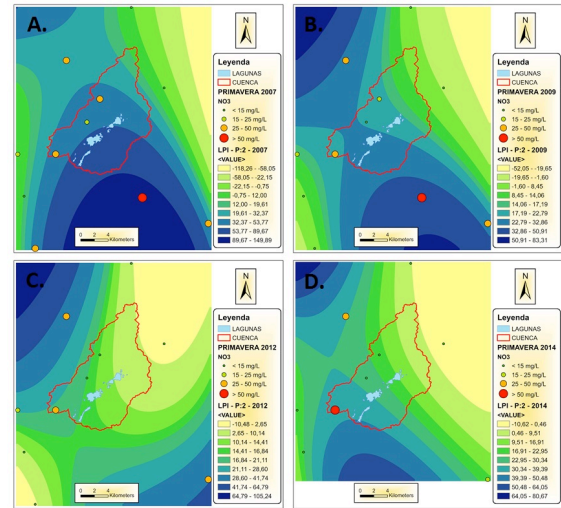 A.
N
Leyenda
LAGUNAS
CUENCA
PRIMAVERA 2007
NO3
< 15 mg/L
15 - 25 mg/L
25 - 50 mg/L
> 50 mg/L
LPI - P:2 - 2007
<VALUE>
-118,26 - -58,05
-58,05 - -22,15
-22,15 - -0,75
-0,75 - 12,00
12,00 - 19,61
19,61 - 32,37
32,37 - 53,77
53,77 - 89,67
89,67 - 149,89
0 2 4
Kilometers
B.
N
Leyenda
LAGUNAS
CUENCA
PRIMAVERA 2009
NO3
< 15 mg/L
15 - 25 mg/L
25 - 50 mg/L
> 50 mg/L
LPI - P:2 - 2009
<VALUE>
-52,05 - -19,65
-19,65 - -1,60
-1,60 - 8,45
8,45 - 14,06
14,06 - 17,19
17,19 - 22,79
22,79 - 32,86
32,86 - 50,91
50,91 - 83,31
0 2 4
Kilometers
C.
N
Leyenda
LAGUNAS
CUENCA
PRIMAVERA 2012
NO3
< 15 mg/L
15 - 25 mg/L
25 - 50 mg/L
> 50 mg/L
LPI - P:2 - 2012
<VALUE>
-10,48 - 2,65
2,65 - 10,14
10,14 - 14,41
14,41 - 16,84
16,84 - 21,11
21,11 - 28,60
28,60 - 41,74
41,74 - 64,79
64,79 - 105,24
0 2 4
Kilometers
D.
N
Leyenda
LAGUNAS
CUENCA
PRIMAVERA 2014
NO3
< 15 mg/L
15 - 25 mg/L
25 - 50 mg/L
> 50 mg/L
LPI - P:2 - 2014
<VALUE>
-10,62 - 0,46
0,46 - 9,51
9,51 - 16,91
16,91 - 22,95
22,95 - 30,34
30,34 - 39,39
39,39 - 50,48
50,48 - 64,05
64,05 - 80,67
0 2 4
Kilometers